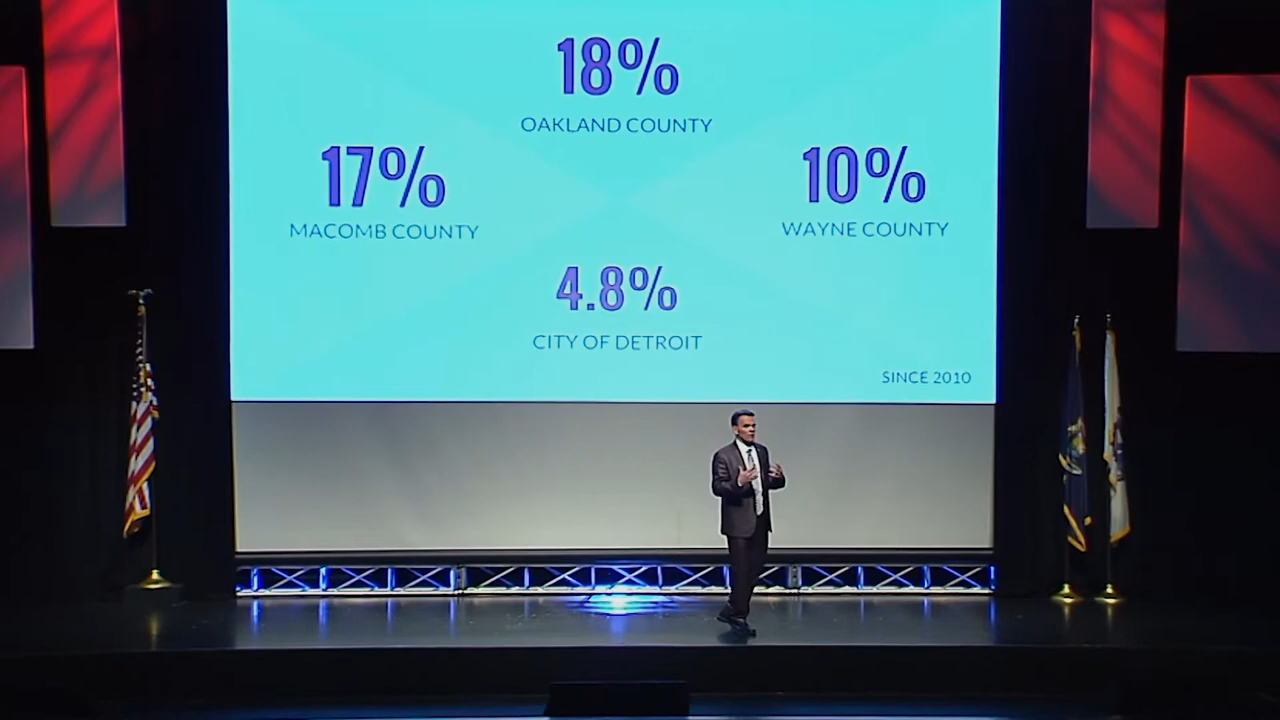 18%
OAKLAND COUNTY
17%
MACOMB COUNTY
10%
WAYNE COUNTY
4.8%
CITY OF DETROIT
SINCE 2010